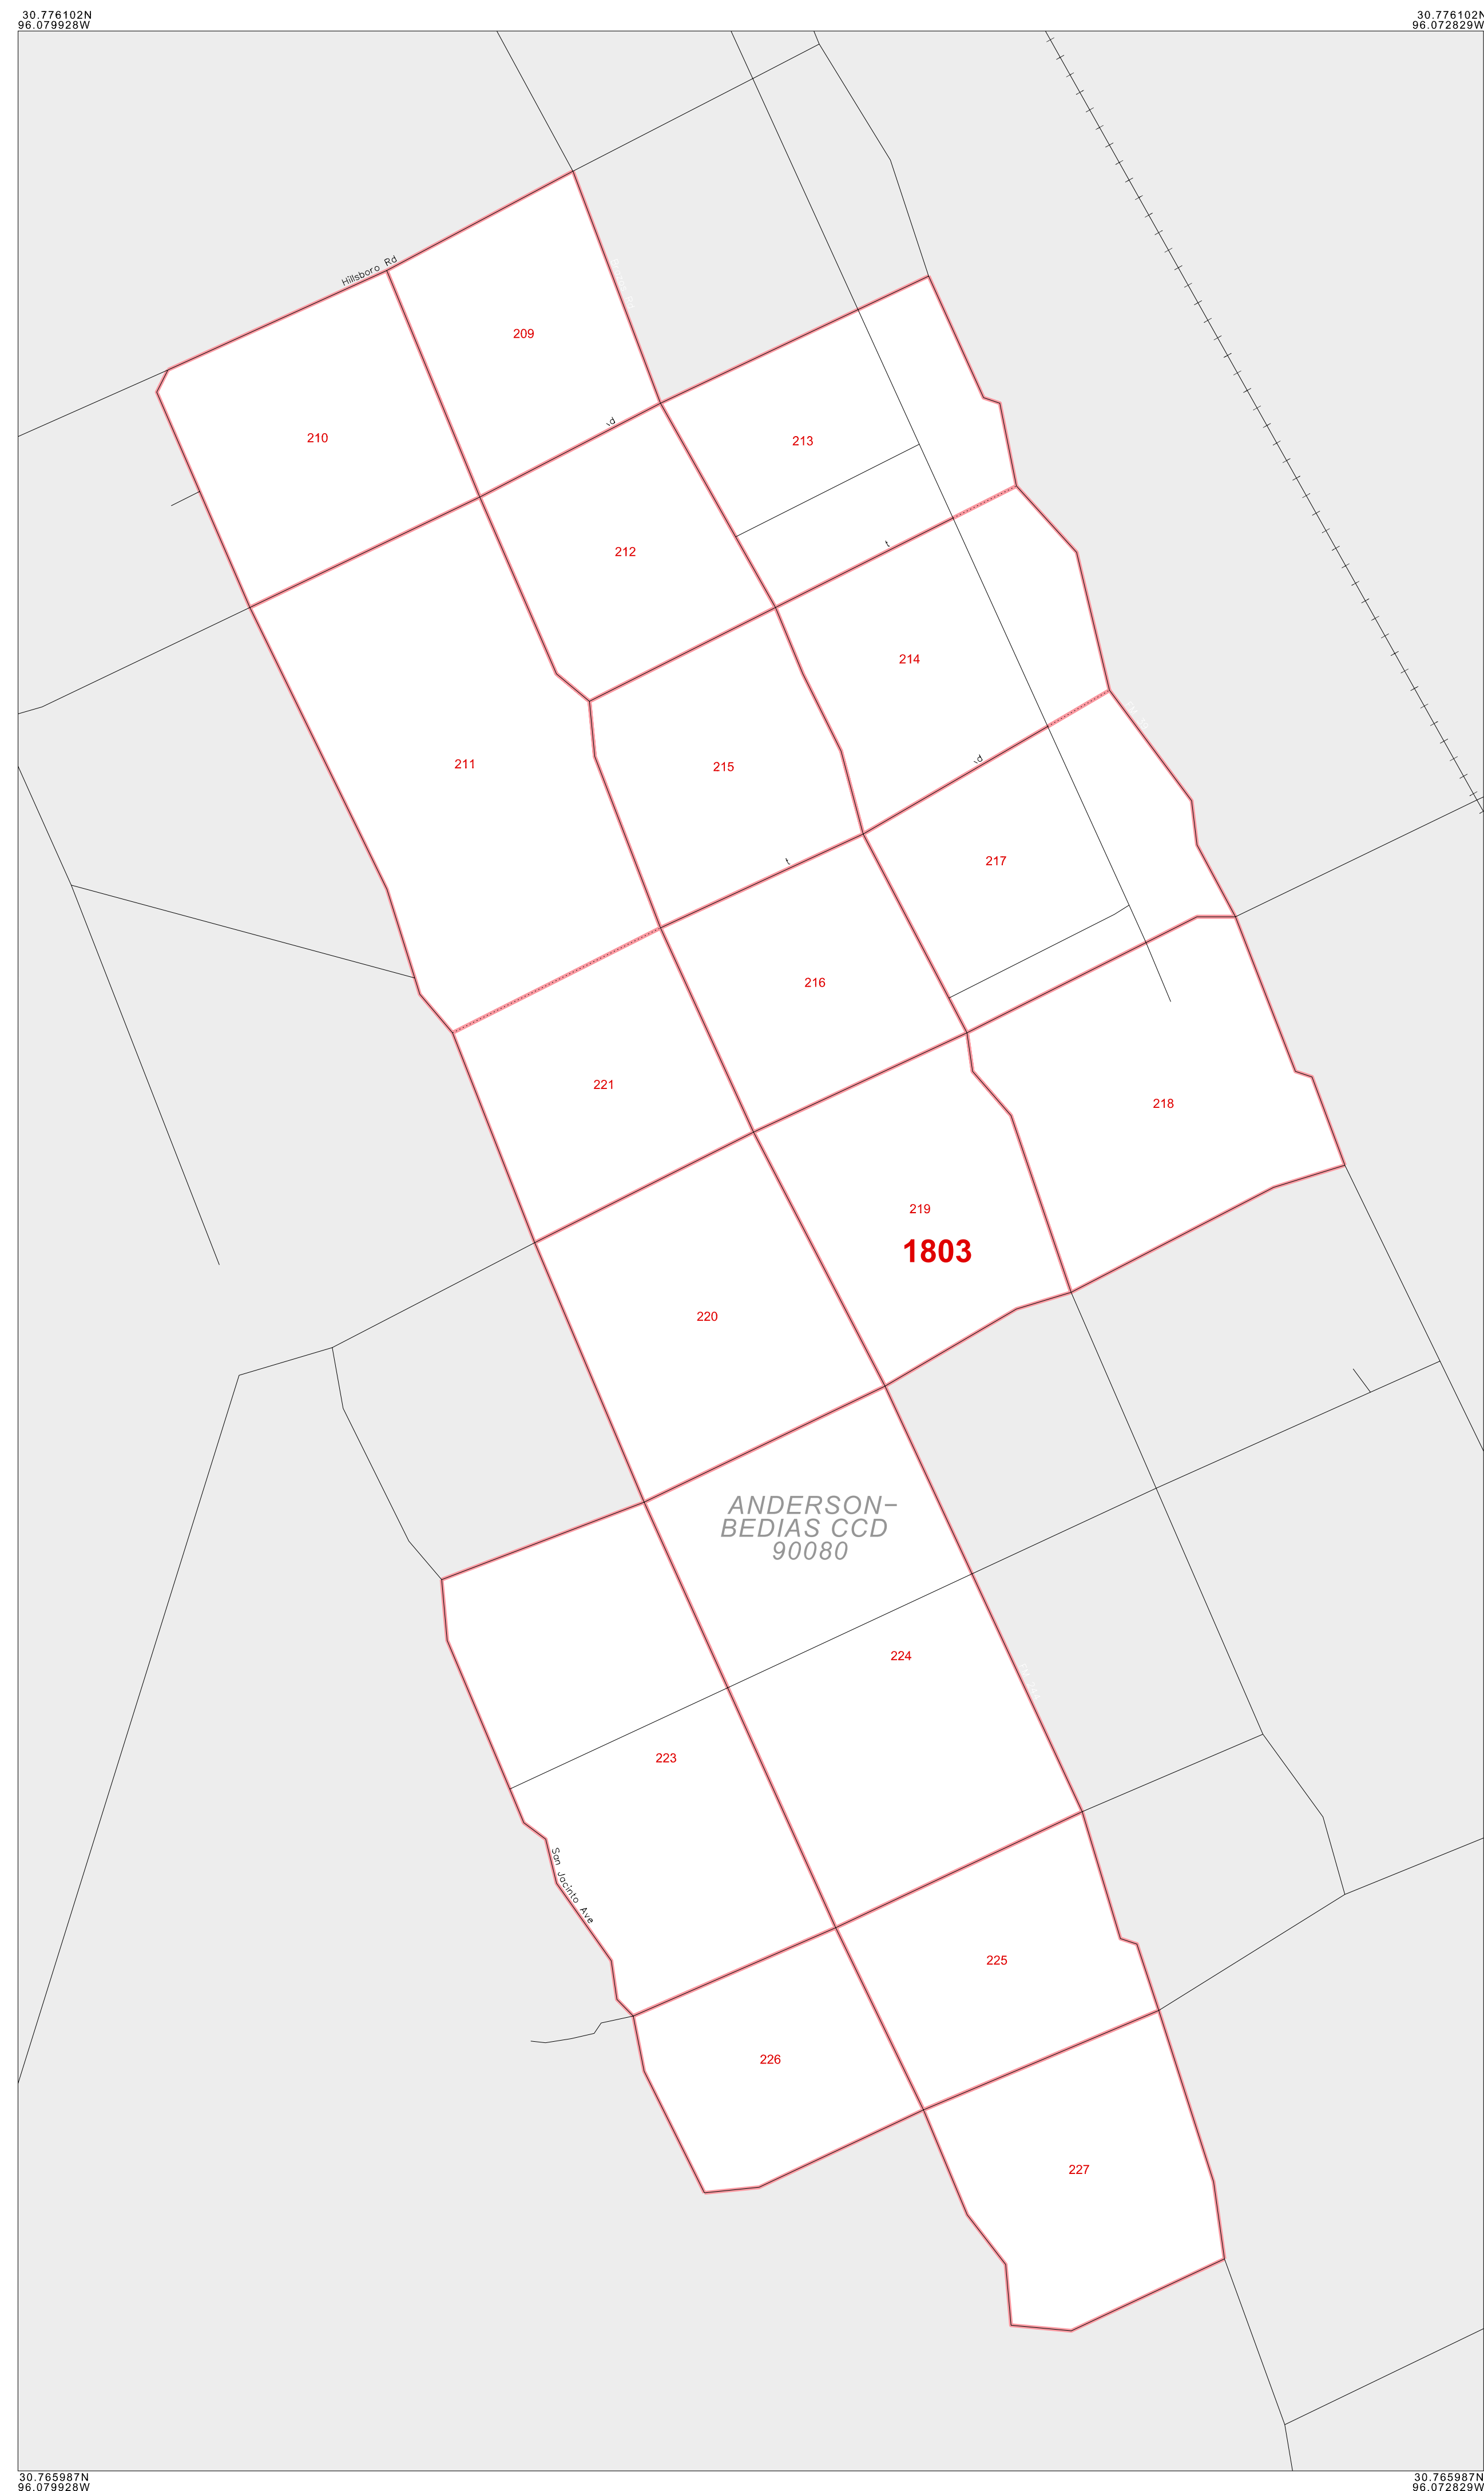 30.776102N
96.079928W
30.776102N
96.072829W
Hillsboro Rd
209
210
213
212
214
211
215
217
216
221
218
219
1803
220
ANDERSON-
BEDIAS CCD
90080
224
223
San Jacinto Ave
225
226
227
30.765987N
96.079928W
30.765987N
96.072829W